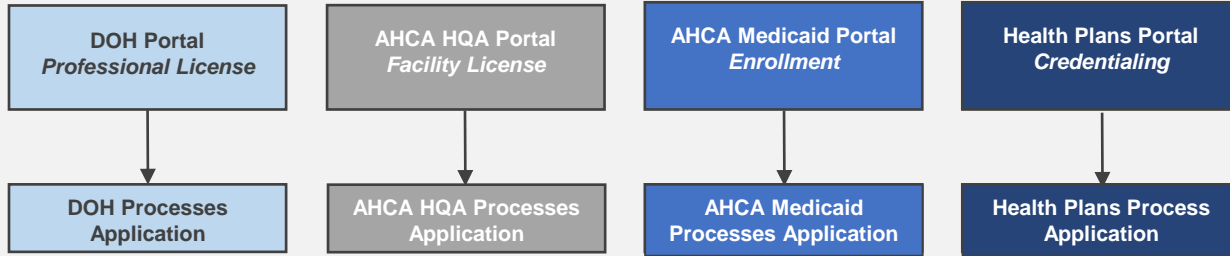 DOH Portal
Professional License
AHCA HQA Portal
Facility License
AHCA Medicaid Portal
Enrollment
Health Plans Portal
Credentialing
DOH Processes
Application
AHCA HQA Processes
Application
AHCA Medicaid
Processes Application
Health Plans Process
Application